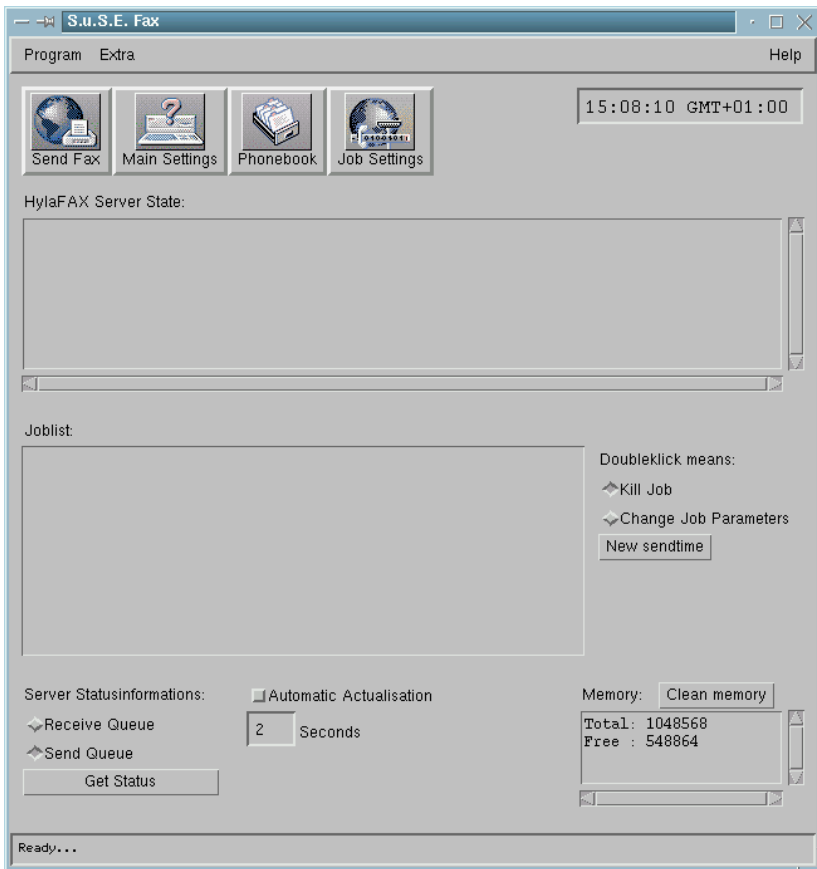 S.u.S.E. Fax
Program Extra Help
Send Fax Main Settings Phonebook Job Settings
15:08:10 GMT+01:00
HylaFAX Server State:
Joblist:
Doubleklick means:
Kill Job
Change Job Parameters
New sendtime
Server Statusinformations:
Receive Queue
Send Queue
Get Status
Automatic Actualisation
2 Seconds
Memory: Clean memory
Total: 1048568
Free : 548864
Ready...